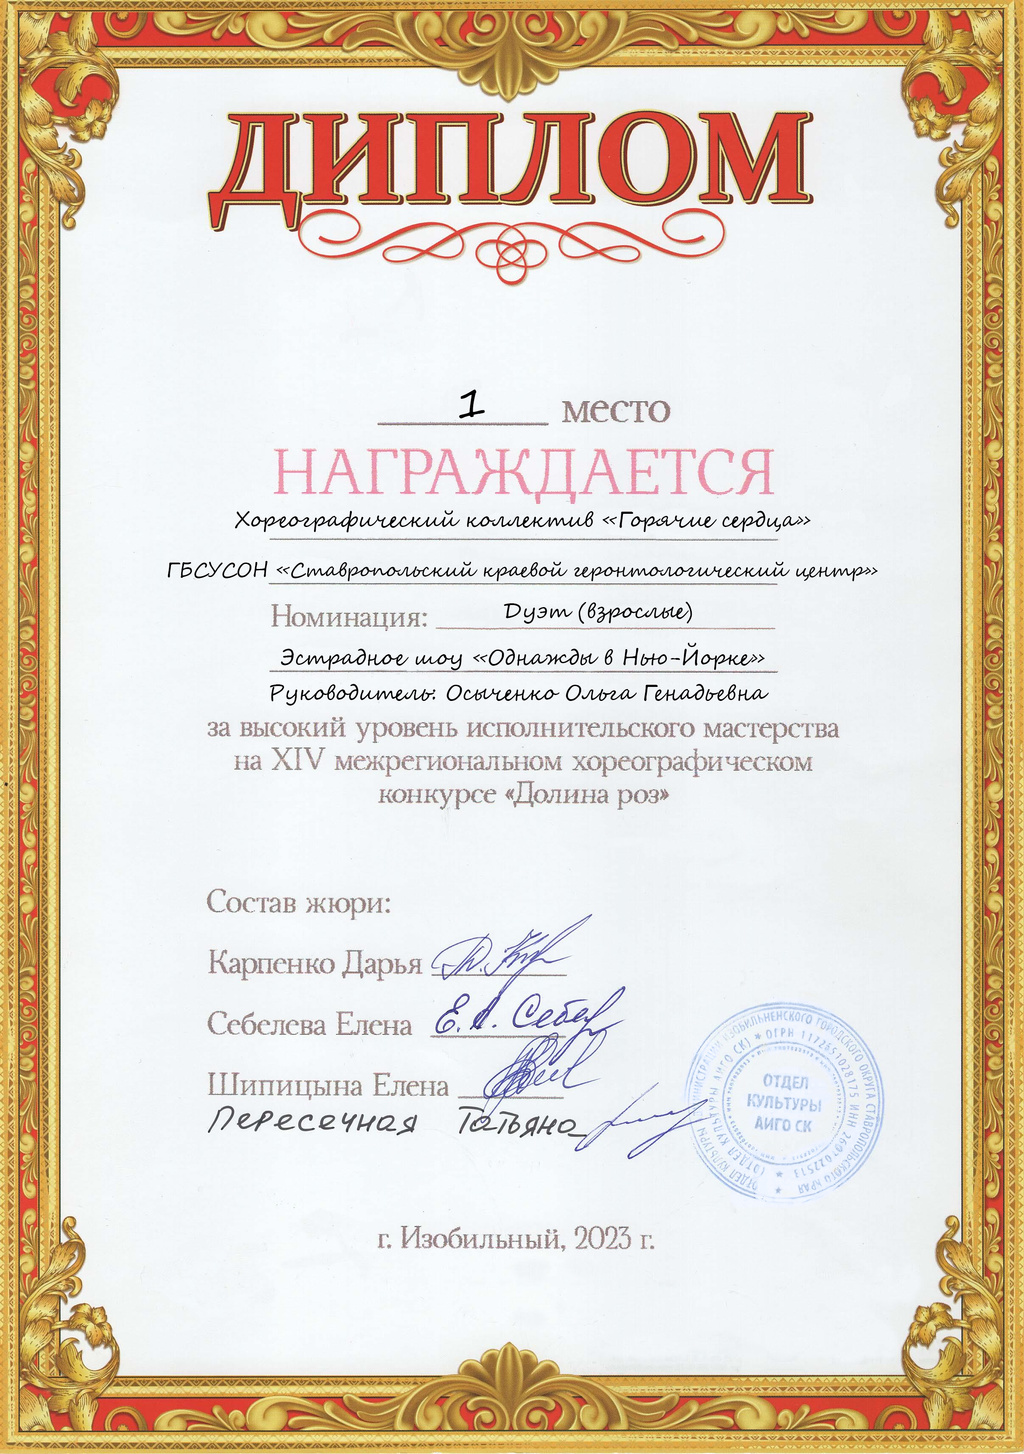 ДИПЛОМ
1 место
НАГРАЖДАЕТСЯ
Хореографический коллектив «Горячие сердца»
ГБСУСОН «Ставропольский краевой геронтологический центр»
Номинация: Дуэт (взрослые)
Эстрадное шоу «Однажды в Нью-Йорке»
Руководитель: Осыченко Ольга Генадьевна
за высокий уровень исполнительского мастерства
на XIV межрегиональном хореографическом
конкурсе «Долина роз»
Состав жюри:
Карпенко Дарья
Себелева Елена Е.А. Себел
Шипицына Елена
Пересечная Татьяна
ОТДЕЛ
КУЛЬТУРЫ
АИГО СК
г. Изобильный, 2023 г.